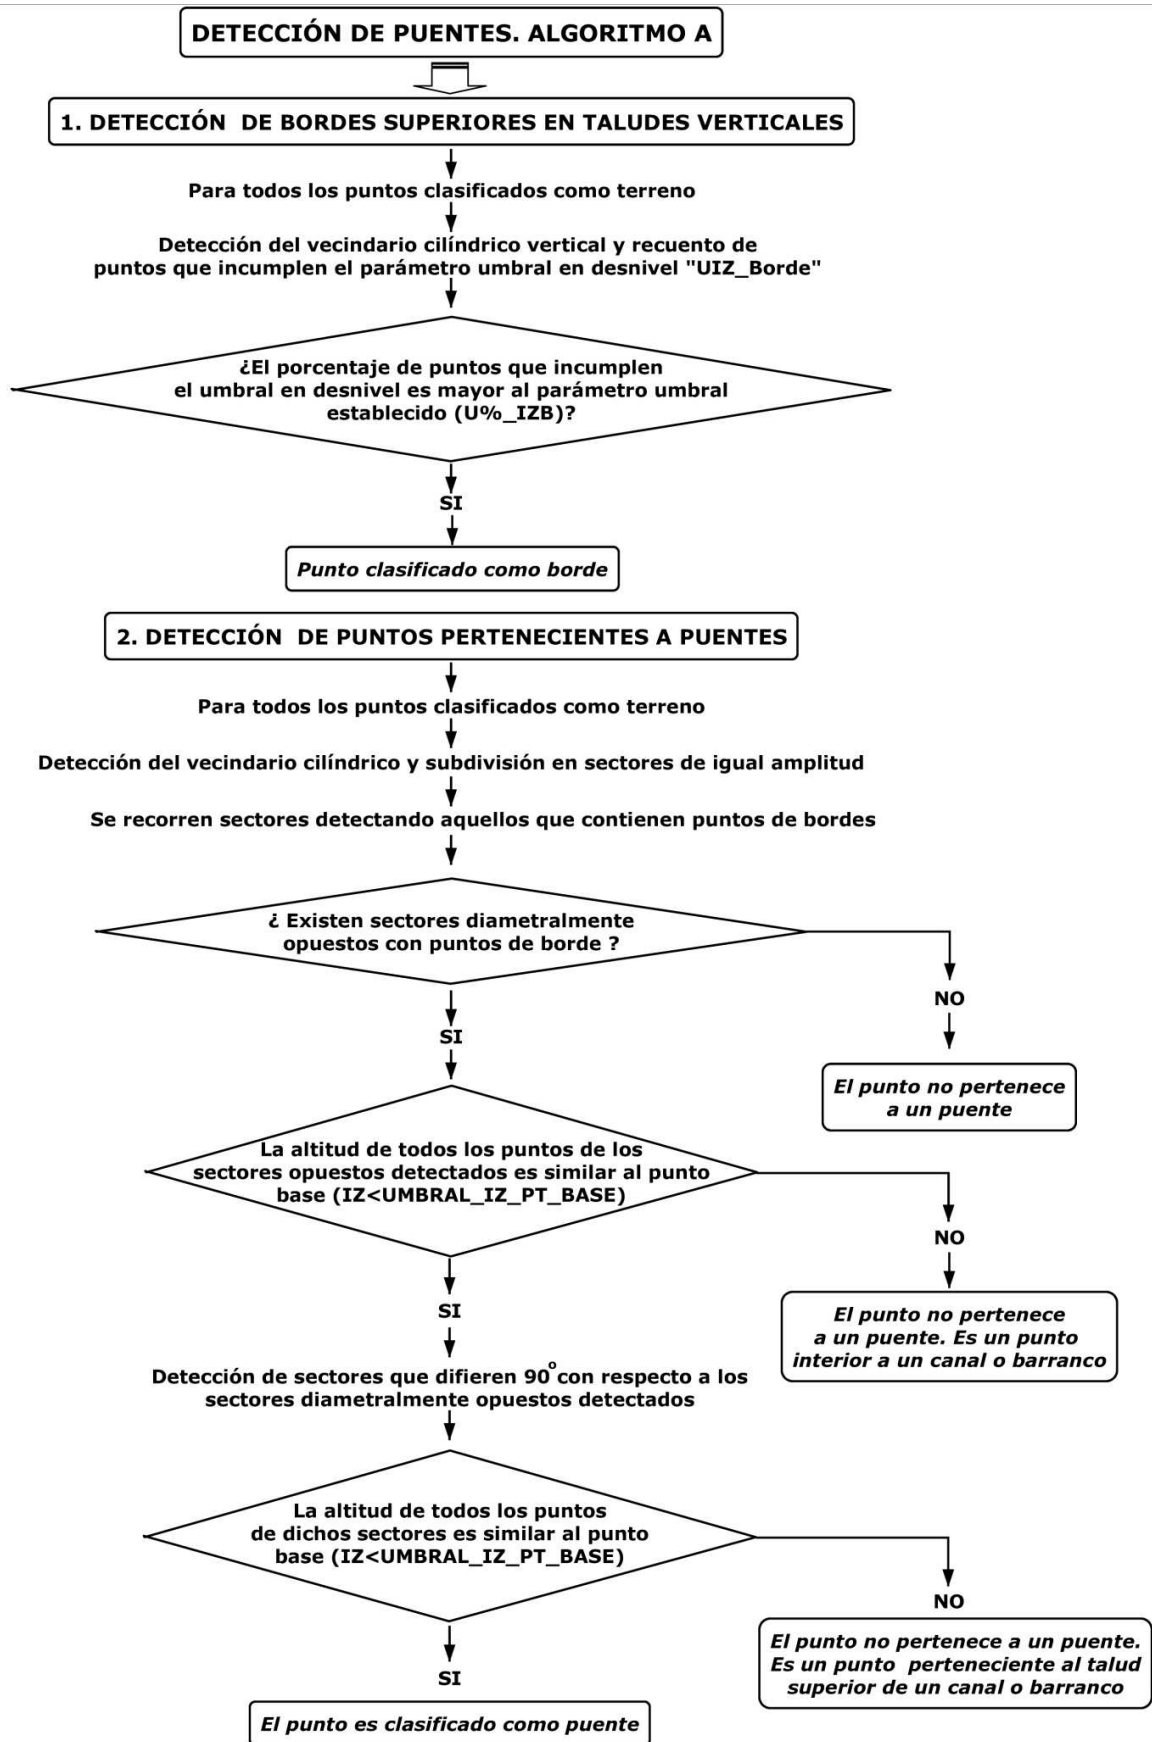 DETECCIÓN DE PUENTES. ALGORITMO A
1. DETECCIÓN DE BORDES SUPERIORES EN TALUDES VERTICALES
Para todos los puntos clasificados como terreno
Detección del vecindario cilíndrico vertical y recuento de
puntos que incumplen el parámetro umbral en desnivel "UIZ_Borde"
¿El porcentaje de puntos que incumplen
el umbral en desnivel es mayor al parámetro umbral
establecido (U%_IZB)?
SI
Punto clasificado como borde
2. DETECCIÓN DE PUNTOS PERTENECIENTES A PUENTES
Para todos los puntos clasificados como terreno
Detección del vecindario cilíndrico y subdivisión en sectores de igual amplitud
Se recorren sectores detectando aquellos que contienen puntos de bordes
¿ Existen sectores diametralmente
opuestos con puntos de borde ?
NO
El punto no pertenece
a un puente
SI
La altitud de todos los puntos de los
sectores opuestos detectados es similar al punto
base (IZ<UMBRAL_IZ_PT_BASE)
NO
El punto no pertenece
a un puente. Es un punto
interior a un canal o barranco
SI
Detección de sectores que difieren 90º con respecto a los
sectores diametralmente opuestos detectados
La altitud de todos los puntos
de dichos sectores es similar al punto
base (IZ<UMBRAL_IZ_PT_BASE)
NO
El punto no pertenece a un puente.
Es un punto perteneciente al talud
superior de un canal o barranco
SI
El punto es clasificado como puente